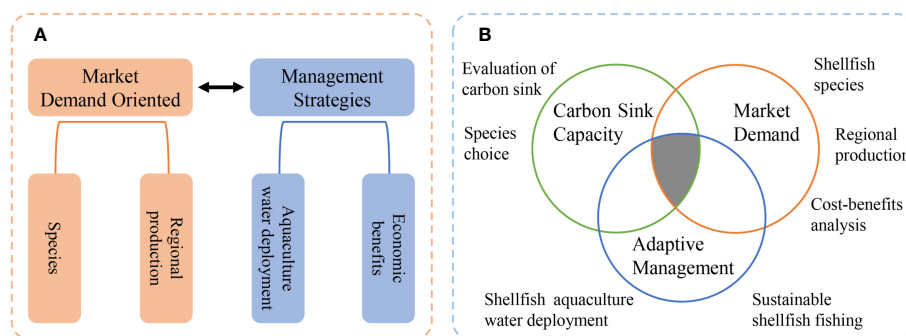 A
Market
Demand Oriented
Management
Strategies
Species
Regional
production
Aquaculture
water deployment
Economic
benefits
B
Evaluation of
carbon sink
Species
choice
Carbon Sink
Capacity
Market
Demand
Adaptive
Management
Shellfish
species
Regional
production
Cost-benefits
analysis
Shellfish aquaculture
water deployment
Sustainable
shellfish fishing